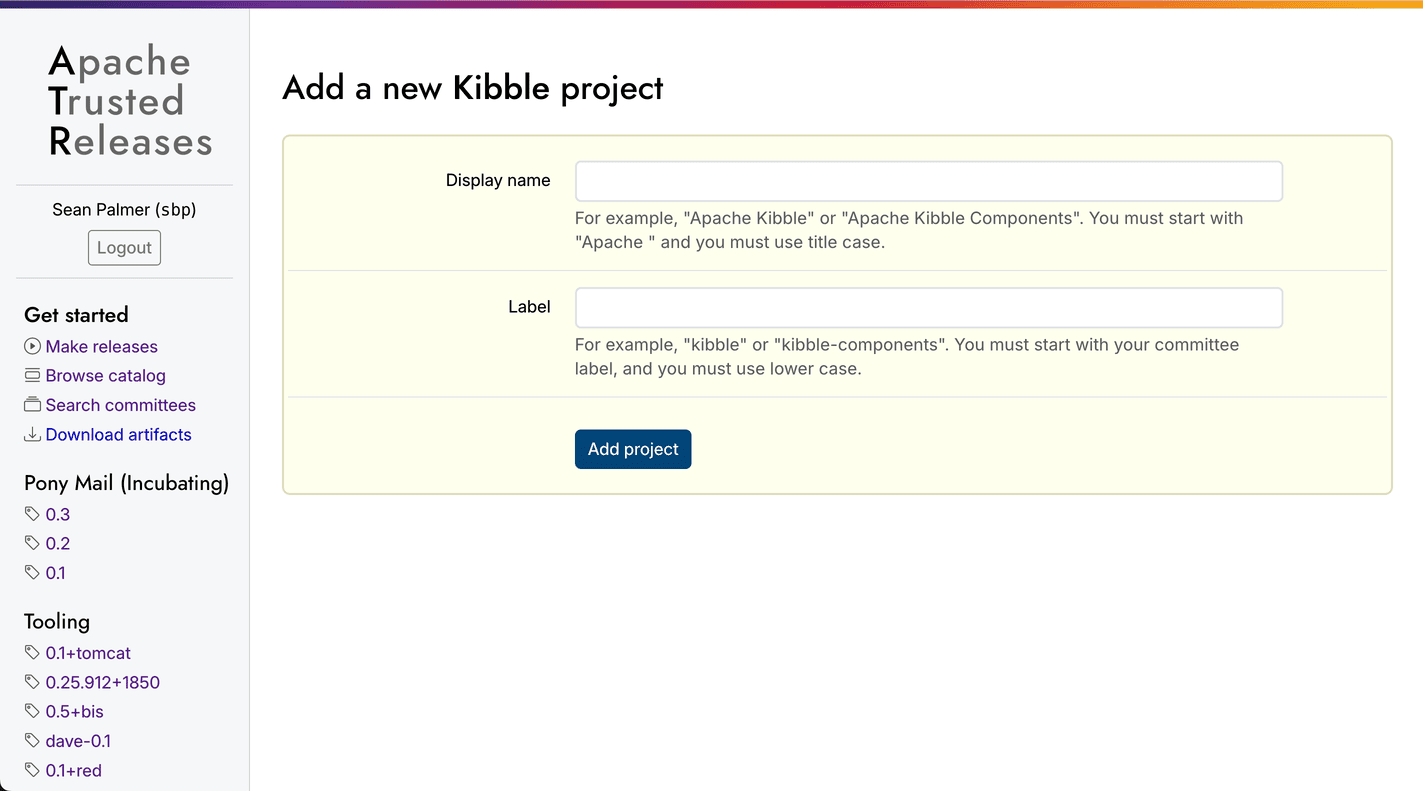 Apache
Trusted
Releases
Sean Palmer (sbp)
Logout
Get started
Make releases
Browse catalog
Search committees
Download artifacts
Pony Mail (Incubating)
0.3
0.2
0.1
Tooling
0.1+tomcat
0.25.912+1850
0.5+bis
dave-0.1
0.1+red
Add a new Kibble project
Display name
For example, "Apache Kibble" or "Apache Kibble Components". You must start with
"Apache " and you must use title case.
Label
For example, "kibble" or "kibble-components". You must start with your committee
label, and you must use lower case.
Add project